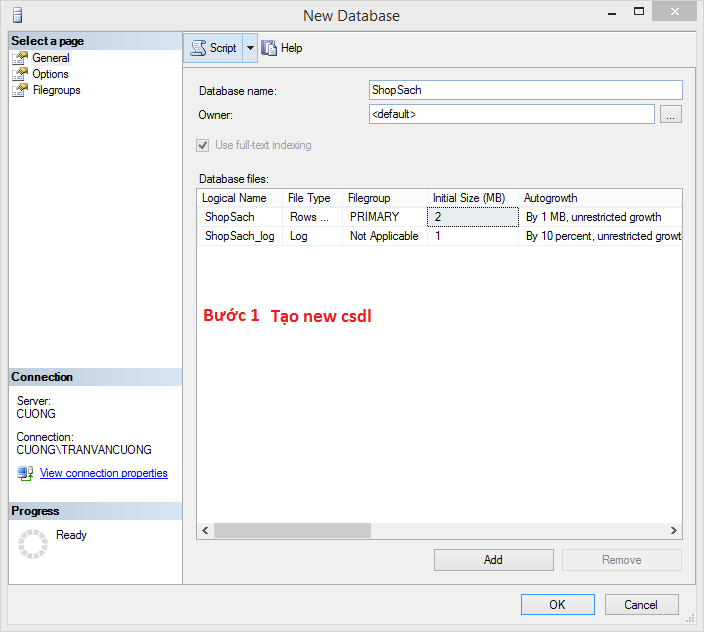 New Database
Select a page
General
Options
Filegroups
Script
Help
Database name:
ShopSach
Owner:
<default>
...
Use full-text indexing
Database files:
Logical Name File Type Filegroup Initial Size (MB) Autogrowth
ShopSach Rows ... PRIMARY 2 By 1 MB, unrestricted growth
ShopSach_log Log Not Applicable 1 By 10 percent, unrestricted growt
Bước 1 Tạo new csdl
Connection
Server:
CUONG
Connection:
CUONG\TRANVANCUONG
View connection properties
Progress
Ready
Add
Remove
OK
Cancel